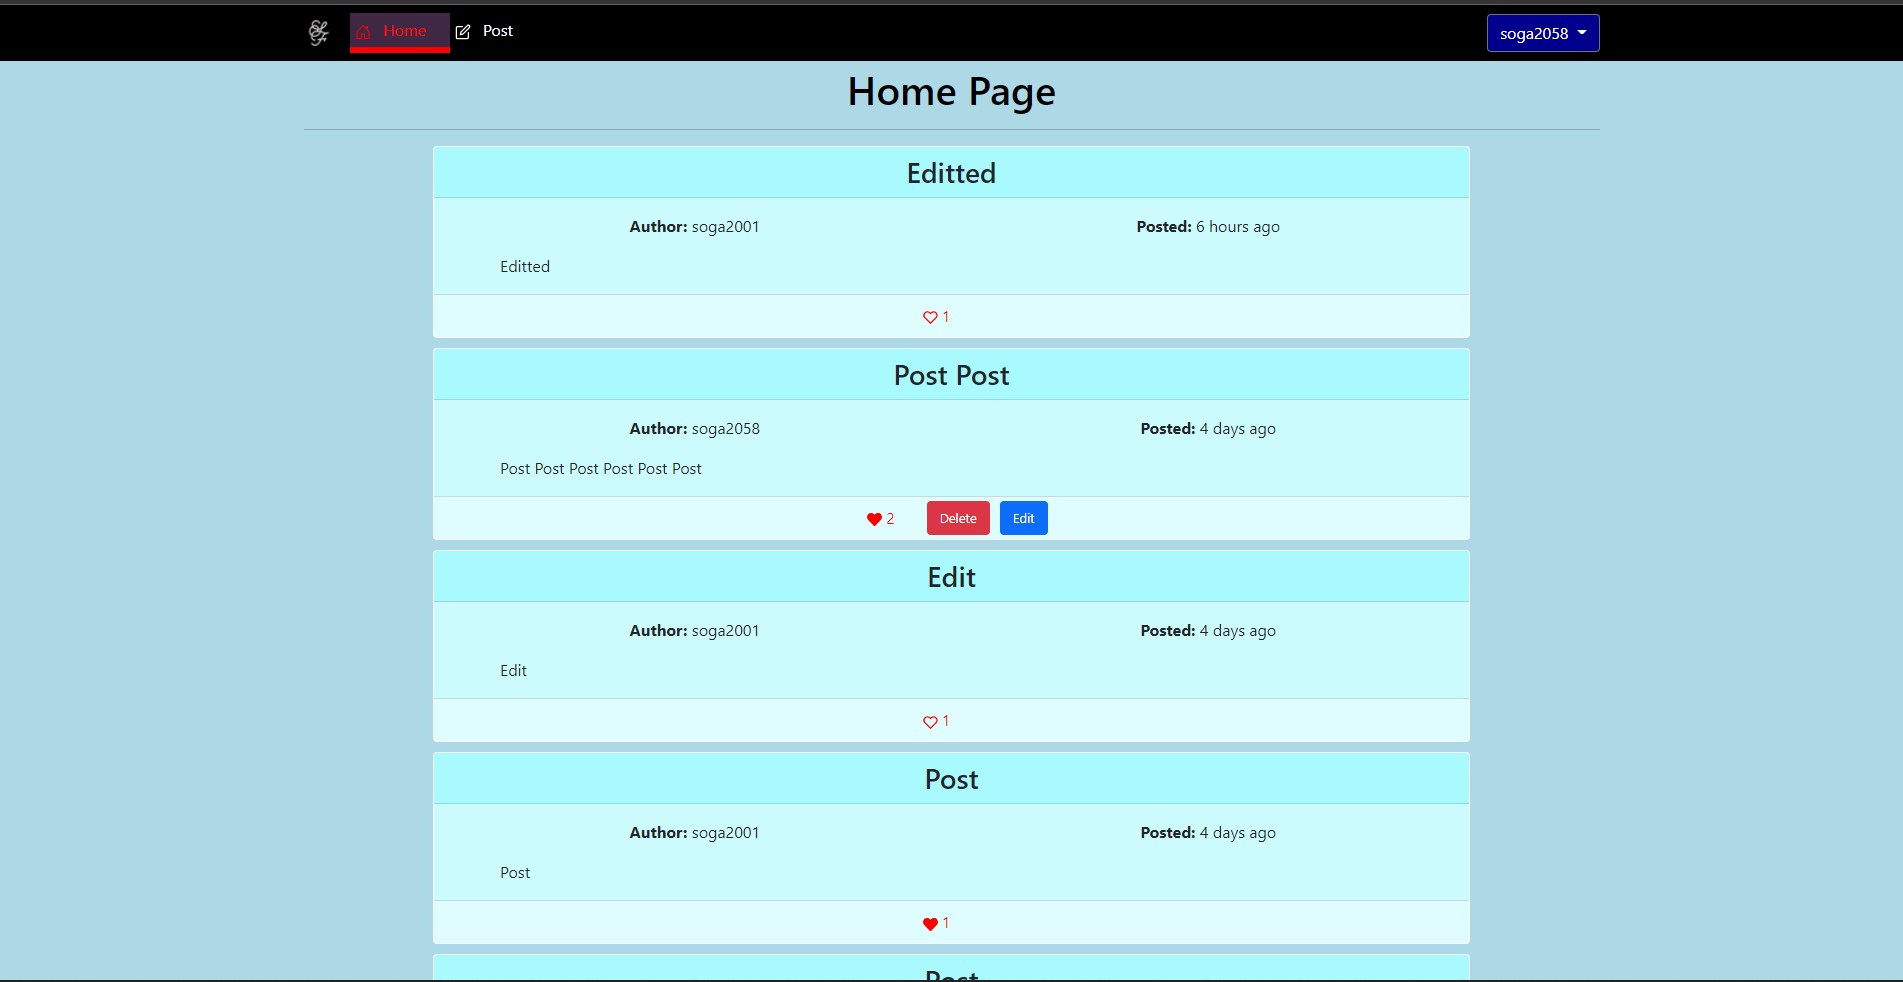 Home Post soga2058
Home Page
Editted
Author: soga2001 Posted: 6 hours ago
Editted
1
Post Post
Author: soga2058 Posted: 4 days ago
Post Post Post Post Post Post
2 Delete Edit
Edit
Author: soga2001 Posted: 4 days ago
Edit
1
Post
Author: soga2001 Posted: 4 days ago
Post
1
Post